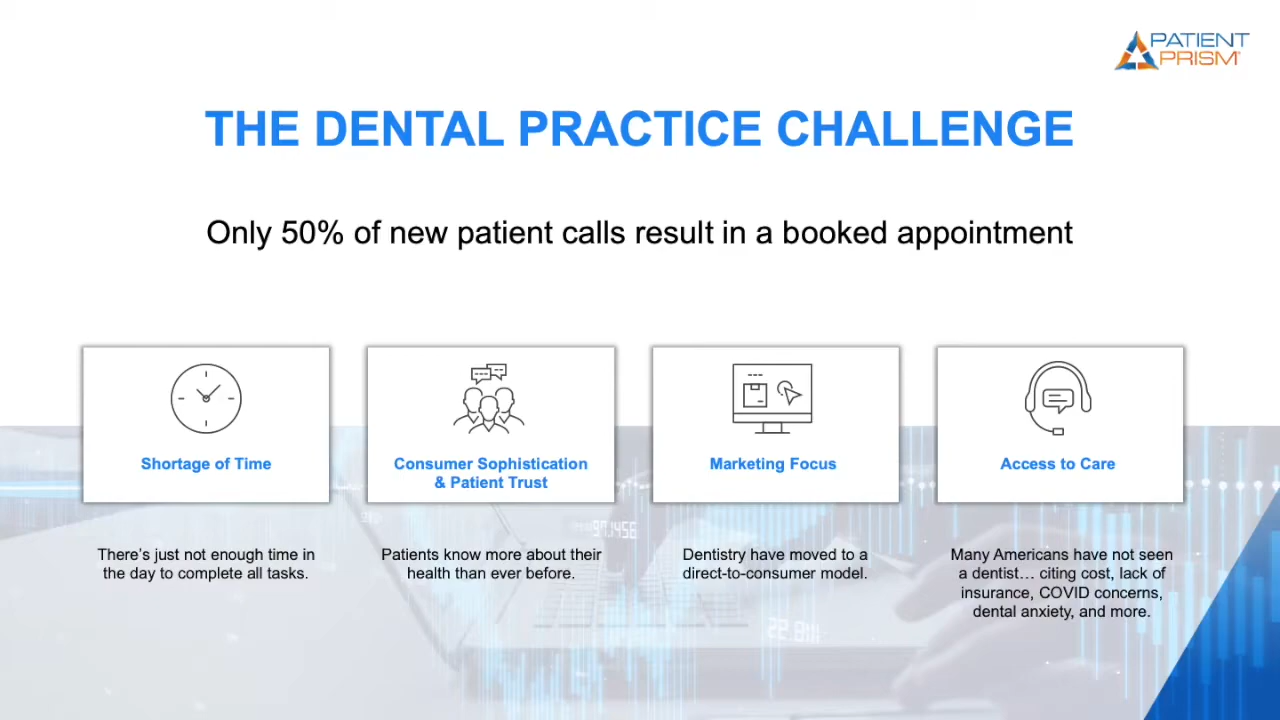 PATIENT
PRISM
THE DENTAL PRACTICE CHALLENGE
Only 50% of new patient calls result in a booked appointment
Shortage of Time
There's just not enough time in
the day to complete all tasks.
Consumer Sophistication
& Patient Trust
Patients know more about their
health than ever before.
Marketing Focus
Dentistry have moved to a
direct-to-consumer model.
Access to Care
Many Americans have not seen
a dentist… citing cost, lack of
insurance, COVID concerns,
dental anxiety, and more.